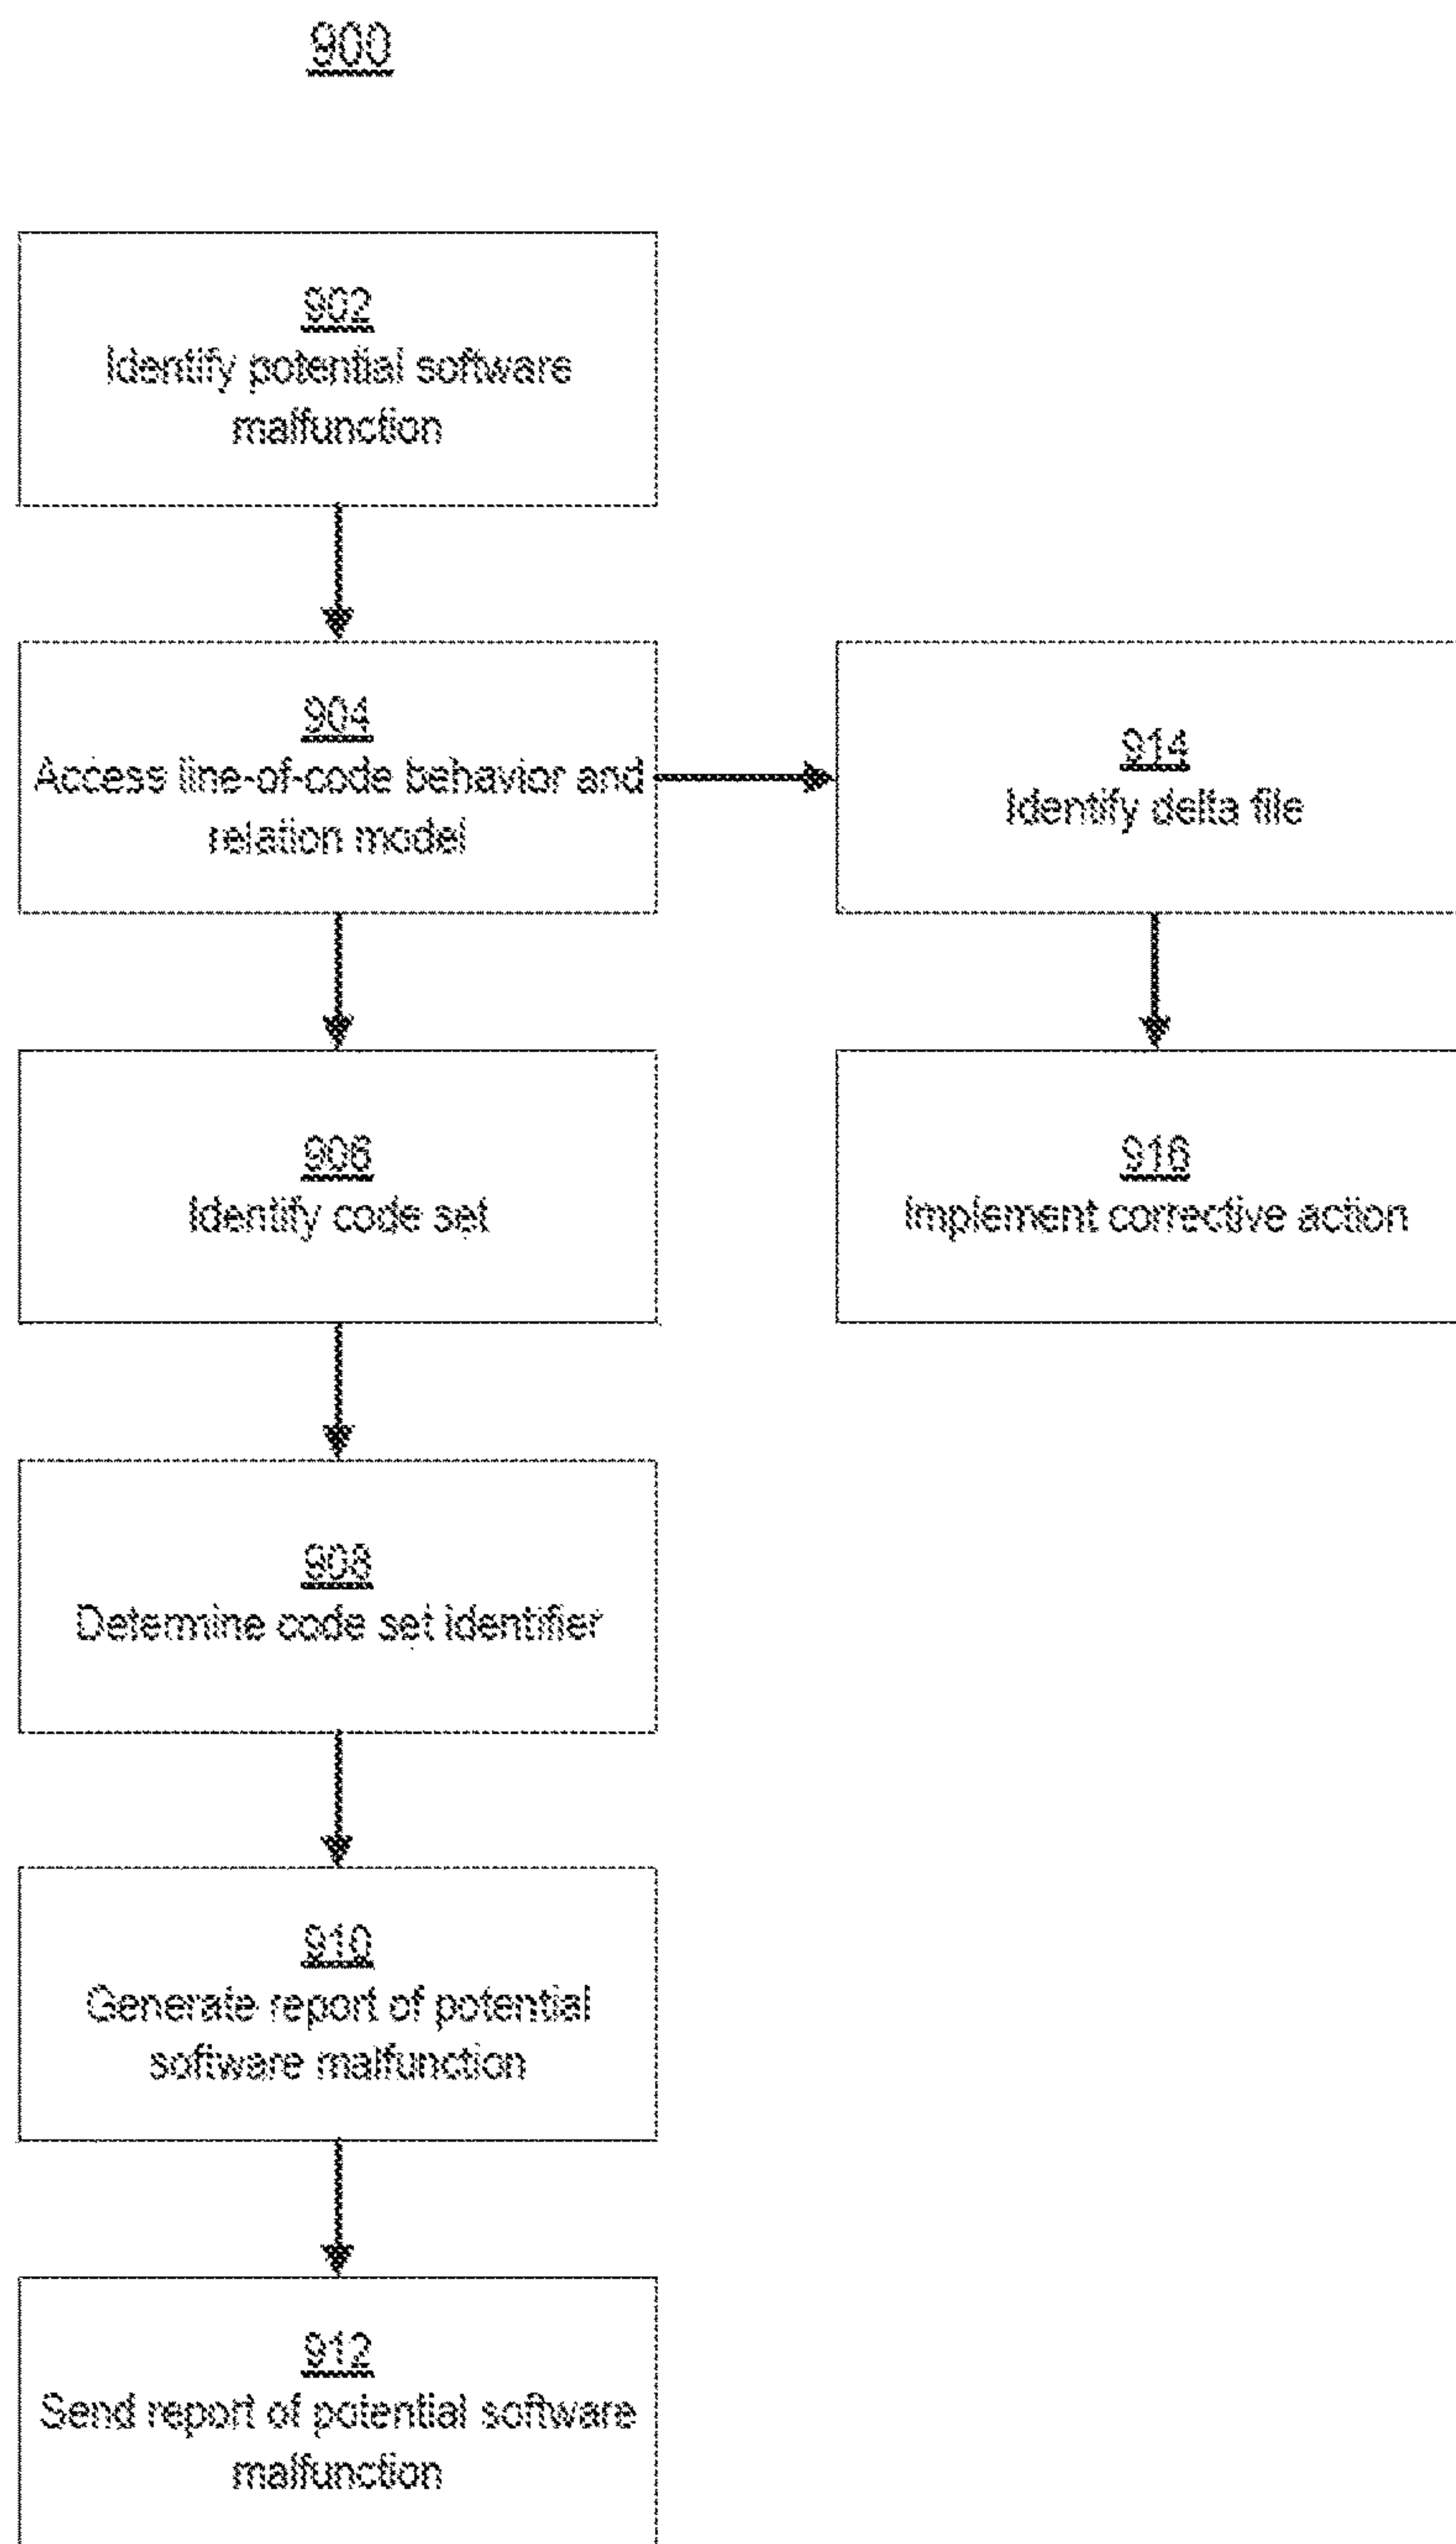 900
902
Identify potential software
malfunction
904
Access line-of-code behavior and
relation model
914
Identify delta file
906
Identify code set
916
Implement corrective action
908
Determine code set identifier
910
Generate report of potential
software malfunction
912
Send report of potential software
malfunction